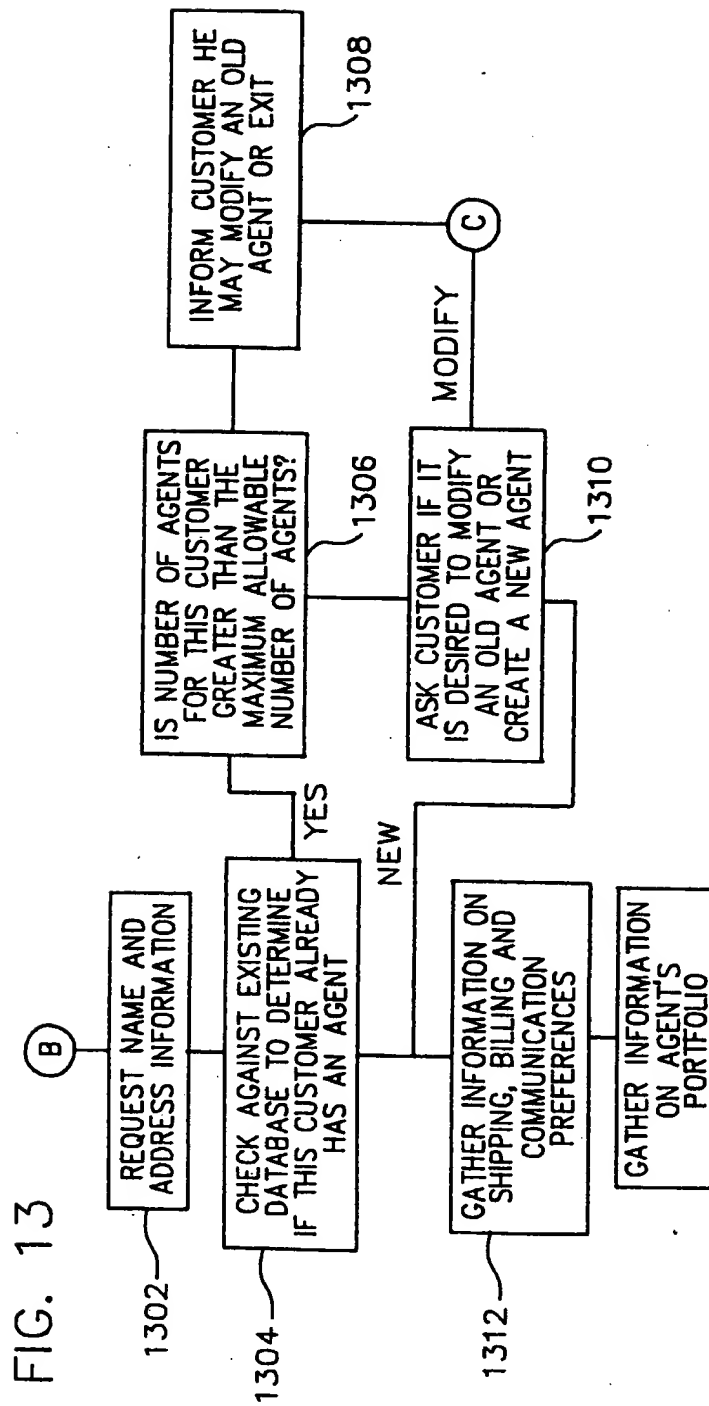 FIG. 13
B
REQUEST NAME AND
ADDRESS INFORMATION
1302
CHECK AGAINST EXISTING
DATABASE TO DETERMINE
IF THIS CUSTOMER ALREADY
HAS AN AGENT
1304
YES
IS NUMBER OF AGENTS
FOR THIS CUSTOMER
GREATER THAN THE
MAXIMUM ALLOWABLE
NUMBER OF AGENTS?
1306
INFORM CUSTOMER HE
MAY MODIFY AN OLD
AGENT OR EXIT
1308
NEW
ASK CUSTOMER IF IT
IS DESIRED TO MODIFY
AN OLD AGENT OR
CREATE A NEW AGENT
1310
MODIFY
C
GATHER INFORMATION ON
SHIPPING, BILLING AND
COMMUNICATION
PREFERENCES
1312
GATHER INFORMATION
ON AGENT'S
PORTFOLIO